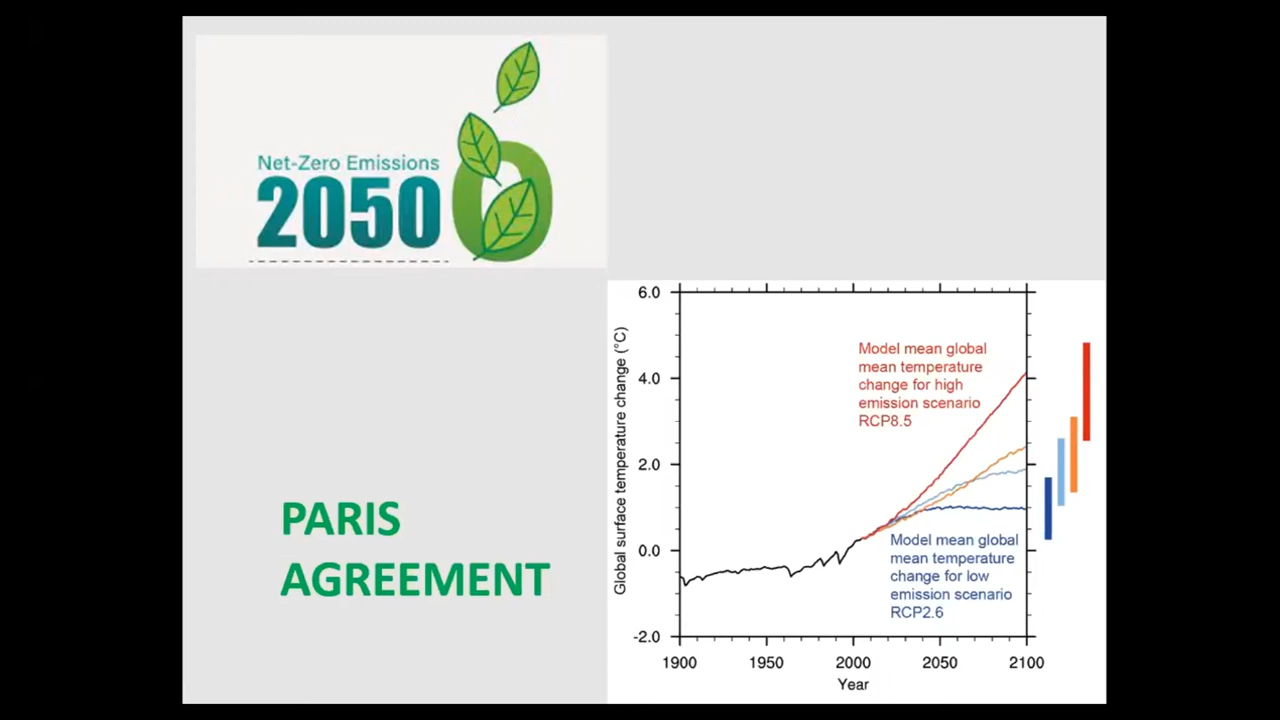 Net-Zero Emissions
2050
0
PARIS
AGREEMENT
6.0
4.0
2.0
0.0
-2.0
Global surface temperature change (°C)
Model mean global
mean temperature
change for high
emission scenario
RCP8.5
Model mean global
mean temperature
change for low
emission scenario
RCP2.6
1900 1950 2000 2050 2100
Year